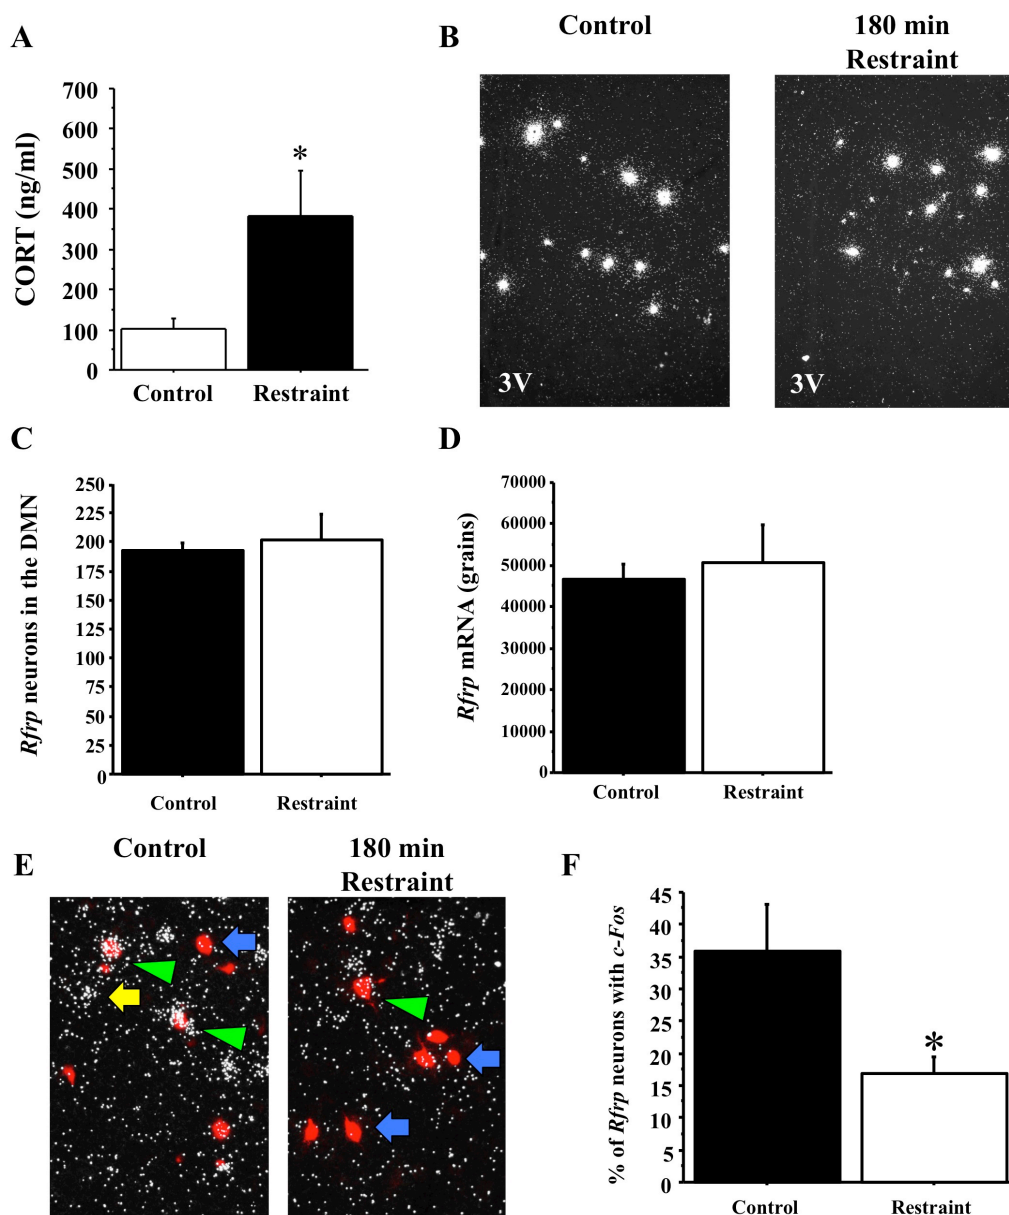 A
CORT (ng/ml)
700
600
500
400
300
200
100
0
*
Control
Restraint
B
Control
180 min
Restraint
3V
3V
C
Rfrp neurons in the DMN
250
225
200
175
150
125
100
75
50
25
0
Control
Restraint
D
Rfrp mRNA (grains)
70000
60000
50000
40000
30000
20000
10000
0
Control
Restraint
E
Control
180 min
Restraint
F
% of Rfrp neurons with c-Fos
45
40
35
30
25
20
15
10
5
0
*
Control
Restraint